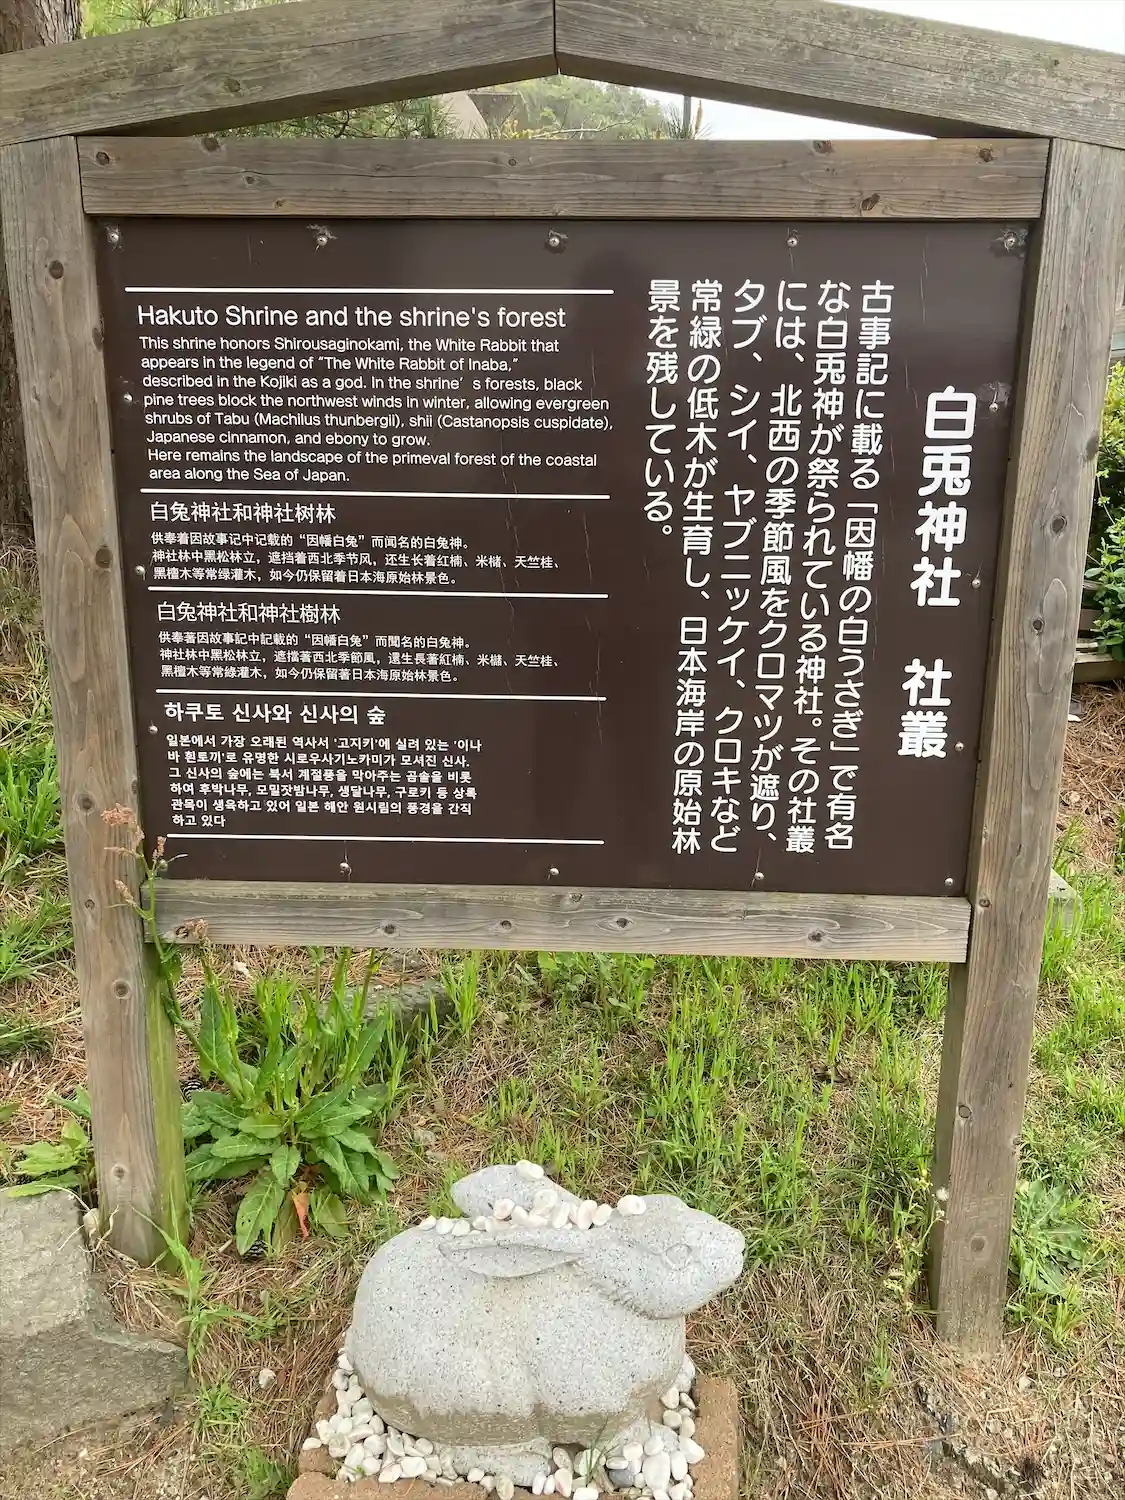 白兎神社　社叢
古事記に載る「因幡の白うさぎ」で有名
な白兎神が祭られている神社。その社叢
には、北西の季節風をクロマツが遮り、
タブ、シイ、ヤブニッケイ、クロキなど
常緑の低木が生育し、日本海岸の原始林
景を残している。
Hakuto Shrine and the shrine's forest
This shrine honors Shirousaginokami, the White Rabbit that
appears in the legend of "The White Rabbit of Inaba,"
described in the Kojiki as a god. In the shrine's forests, black
pine trees block the northwest winds in winter, allowing evergreen
shrubs of Tabu (Machilus thunbergii), shii (Castanopsis cuspidate),
Japanese cinnamon, and ebony to grow.
Here remains the landscape of the primeval forest of the coastal
area along the Sea of Japan.
白兔神社和神社树林
供奉着因故事记中记载的“因幡白兔”而闻名的白兔神。
神社林中黑松林立，遮挡着西北季节风，还生长着红楠、米槠、天竺桂、
黑檀木等常绿灌木，如今仍保留着日本海原始林景色。
白兔神社和神社樹林
供奉著因故事記中記載的“因幡白兔”而聞名的白兔神。
神社林中黑松林立，遮擋著西北季節風，還生長著紅楠、米櫧、天竺桂、
黑檀木等常綠灌木，如今仍保留著日本海原始林景色。
하쿠토 신사와 신사의 숲
일본에서 가장 오래된 역사서 '고지키'에 실려 있는 '이나
바 흰토끼'로 유명한 시로우사기노카미가 모셔진 신사.
그 신사의 숲에는 북서 계절풍을 막아주는 곰솔을 비롯
하여 후박나무, 모밀잣밤나무, 생달나무, 구로키 등 상록
관목이 생육하고 있어 일본 해안 원시림의 풍경을 간직
하고 있다